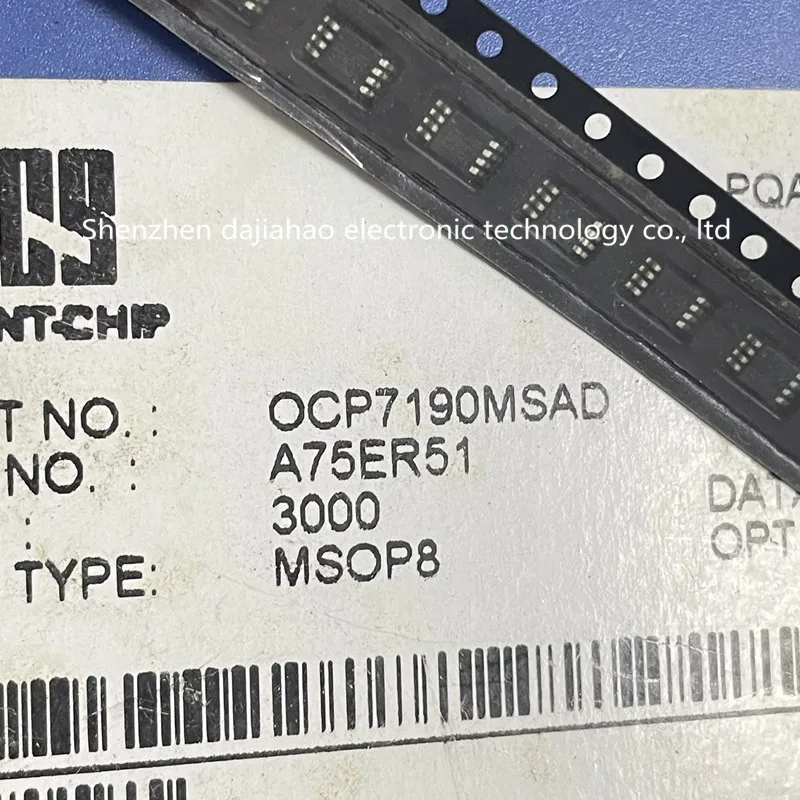 PQA
Shenzhen dajiahao electronic technology co., ltd
NT-CHIP
T NO. : OCP7190MSAD
NO. : A75ER51
: 3000
TYPE: MSOP8
DATA
OPT